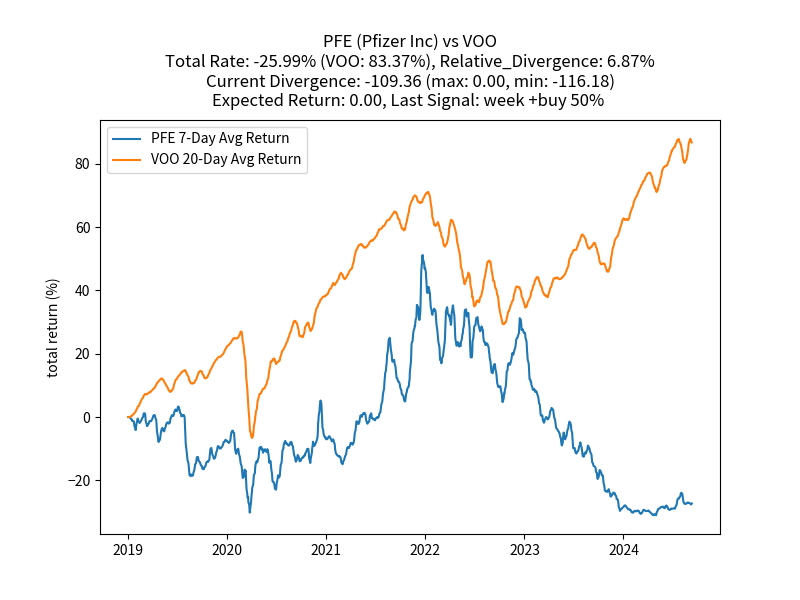 PFE (Pfizer Inc) vs VOO
Total Rate: -25.99% (VOO: 83.37%), Relative_Divergence: 6.87%
Current Divergence: -109.36 (max: 0.00, min: -116.18)
Expected Return: 0.00, Last Signal: week +buy 50%
PFE 7-Day Avg Return
VOO 20-Day Avg Return
total return (%)
80
60
40
20
0
−20
2019 2020 2021 2022 2023 2024